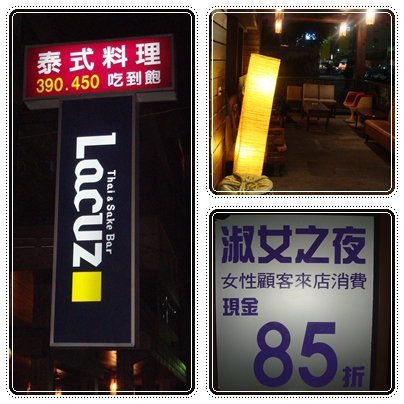 泰式料理
390.450 吃到飽
Lacuz
Thai & Sake Bar
淑女之夜
女性顧客來店消費
現金
85折